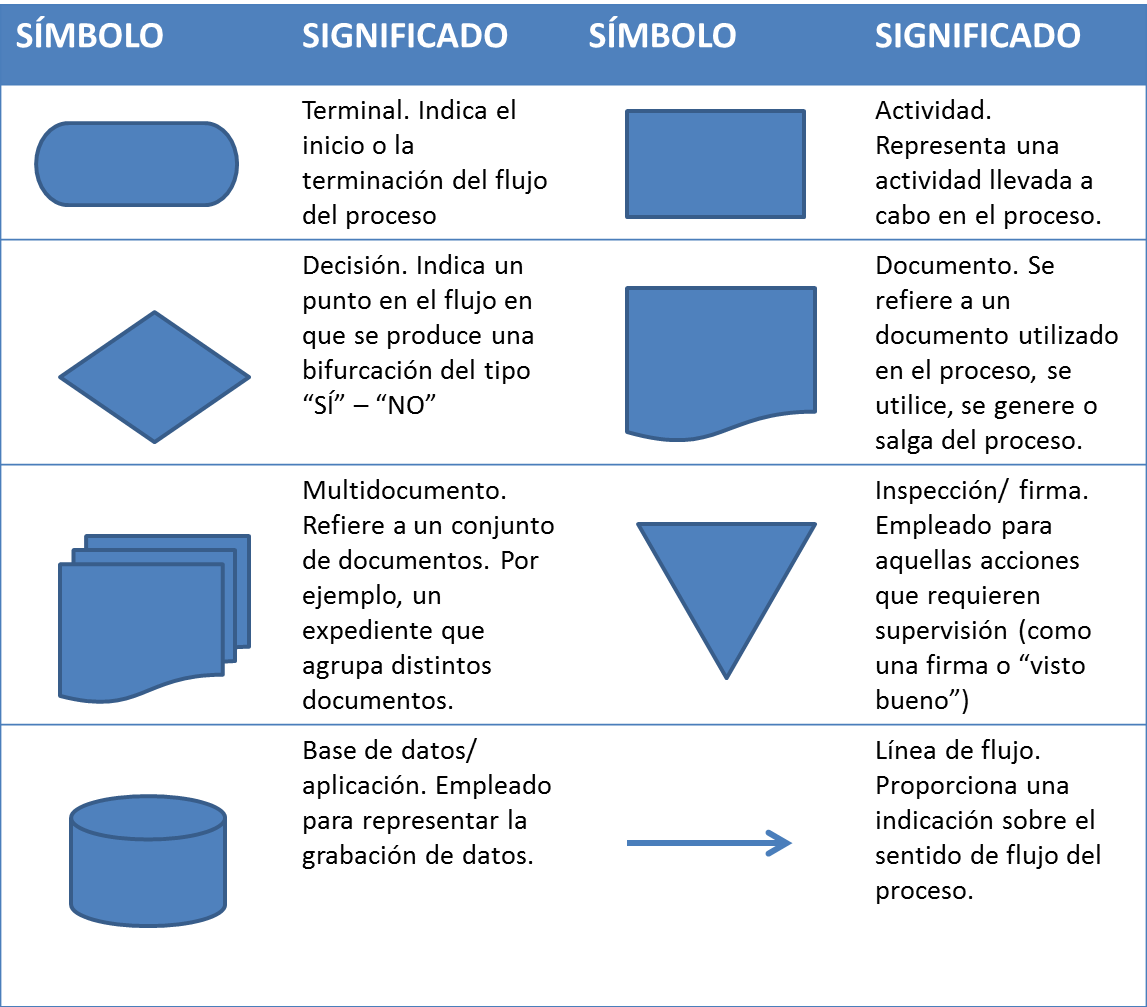 SÍMBOLO SIGNIFICADO SÍMBOLO SIGNIFICADO
Terminal. Indica el
inicio o la
terminación del flujo
del proceso
Actividad.
Representa una
actividad llevada a
cabo en el proceso.
Decisión. Indica un
punto en el flujo en
que se produce una
bifurcación del tipo
“SÍ” – “NO”
Documento. Se
refiere a un
documento utilizado
en el proceso, se
utilice, se genere o
salga del proceso.
Multidocumento.
Refiere a un conjunto
de documentos. Por
ejemplo, un
expediente que
agrupa distintos
documentos.
Inspección/ firma.
Empleado para
aquellas acciones
que requieren
supervisión (como
una firma o “visto
bueno”)
Base de datos/
aplicación. Empleado
para representar la
grabación de datos.
Línea de flujo.
Proporciona una
indicación sobre el
sentido de flujo del
proceso.